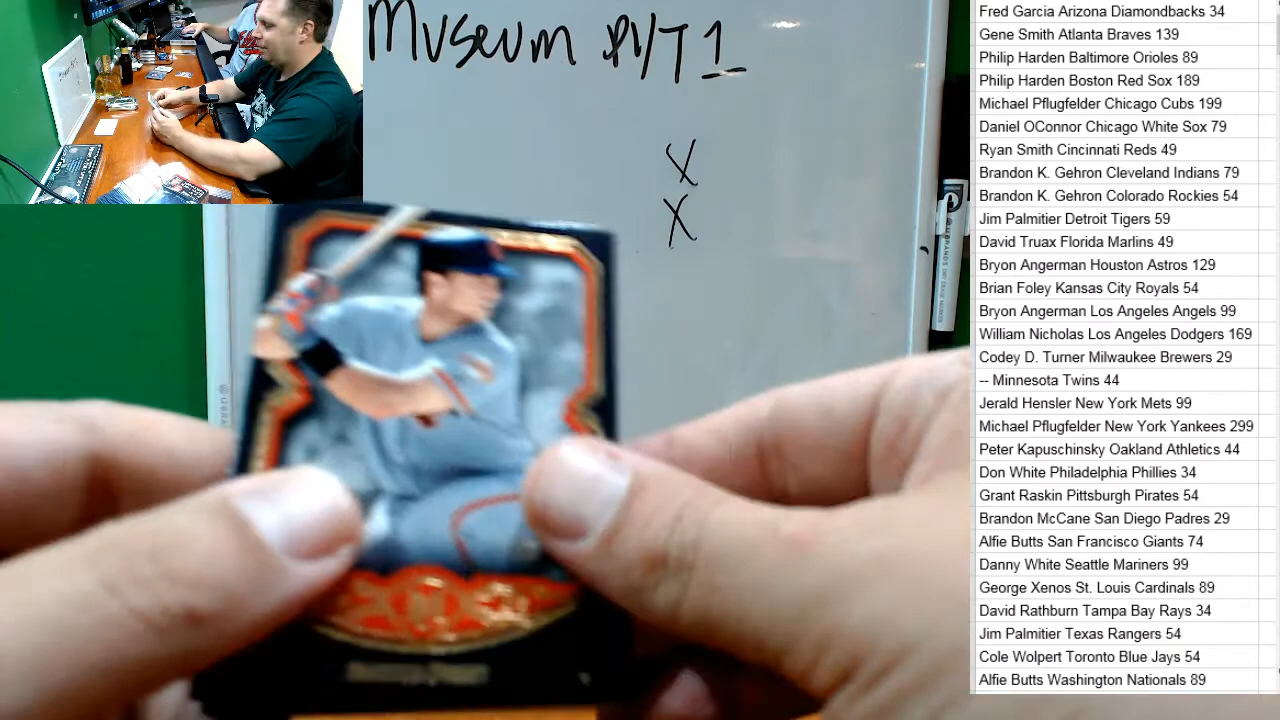 Museum Pt/T 1
X
X
Fred Garcia Arizona Diamondbacks 34
Gene Smith Atlanta Braves 139
Philip Harden Baltimore Orioles 89
Philip Harden Boston Red Sox 189
Michael Pflugfelder Chicago Cubs 199
Daniel OConnor Chicago White Sox 79
Ryan Smith Cincinnati Reds 49
Brandon K. Gehron Cleveland Indians 79
Brandon K. Gehron Colorado Rockies 54
Jim Palmitier Detroit Tigers 59
David Truax Florida Marlins 49
Bryon Angerman Houston Astros 129
Brian Foley Kansas City Royals 54
Bryon Angerman Los Angeles Angels 99
William Nicholas Los Angeles Dodgers 169
Codey D. Turner Milwaukee Brewers 29
-- Minnesota Twins 44
Jerald Hensler New York Mets 99
Michael Pflugfelder New York Yankees 299
Peter Kapuschinsky Oakland Athletics 44
Don White Philadelphia Phillies 34
Grant Raskin Pittsburgh Pirates 54
Brandon McCane San Diego Padres 29
Alfie Butts San Francisco Giants 74
Danny White Seattle Mariners 99
George Xenos St. Louis Cardinals 89
David Rathburn Tampa Bay Rays 34
Jim Palmitier Texas Rangers 54
Cole Wolpert Toronto Blue Jays 54
Alfie Butts Washington Nationals 89